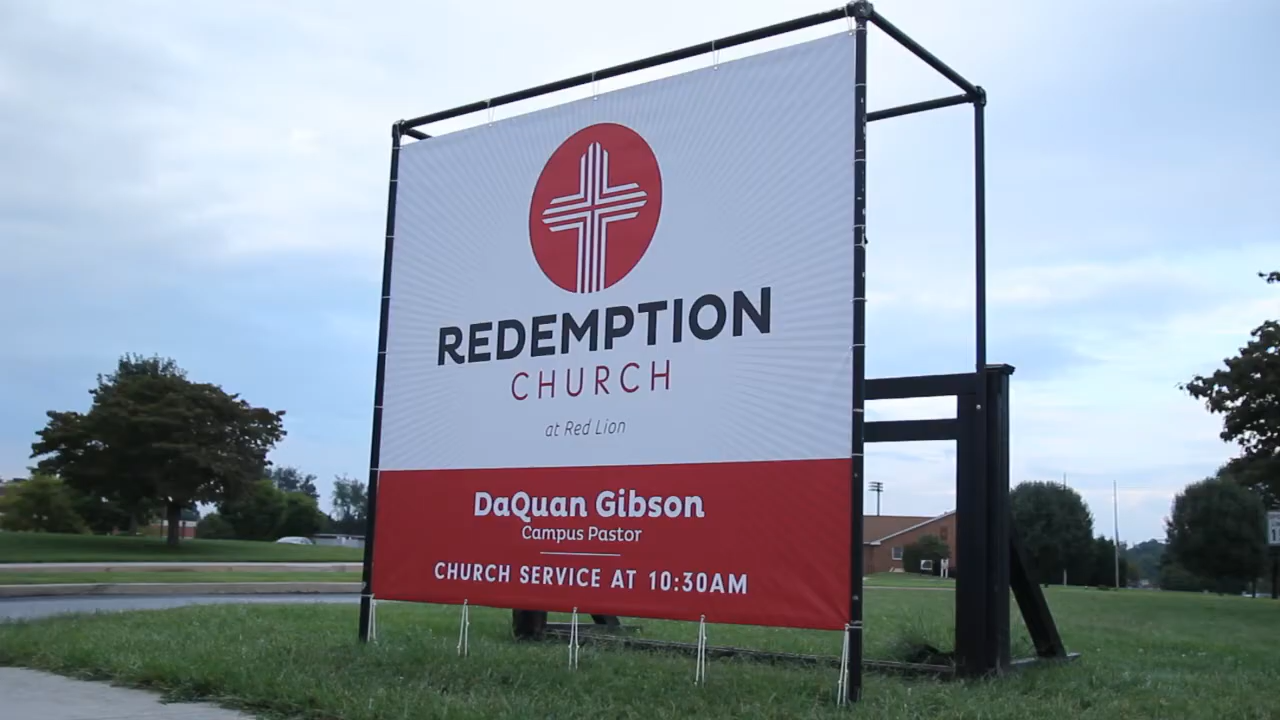 REDEMPTION
CHURCH
at Red Lion
DaQuan Gibson
Campus Pastor
CHURCH SERVICE AT 10:30AM